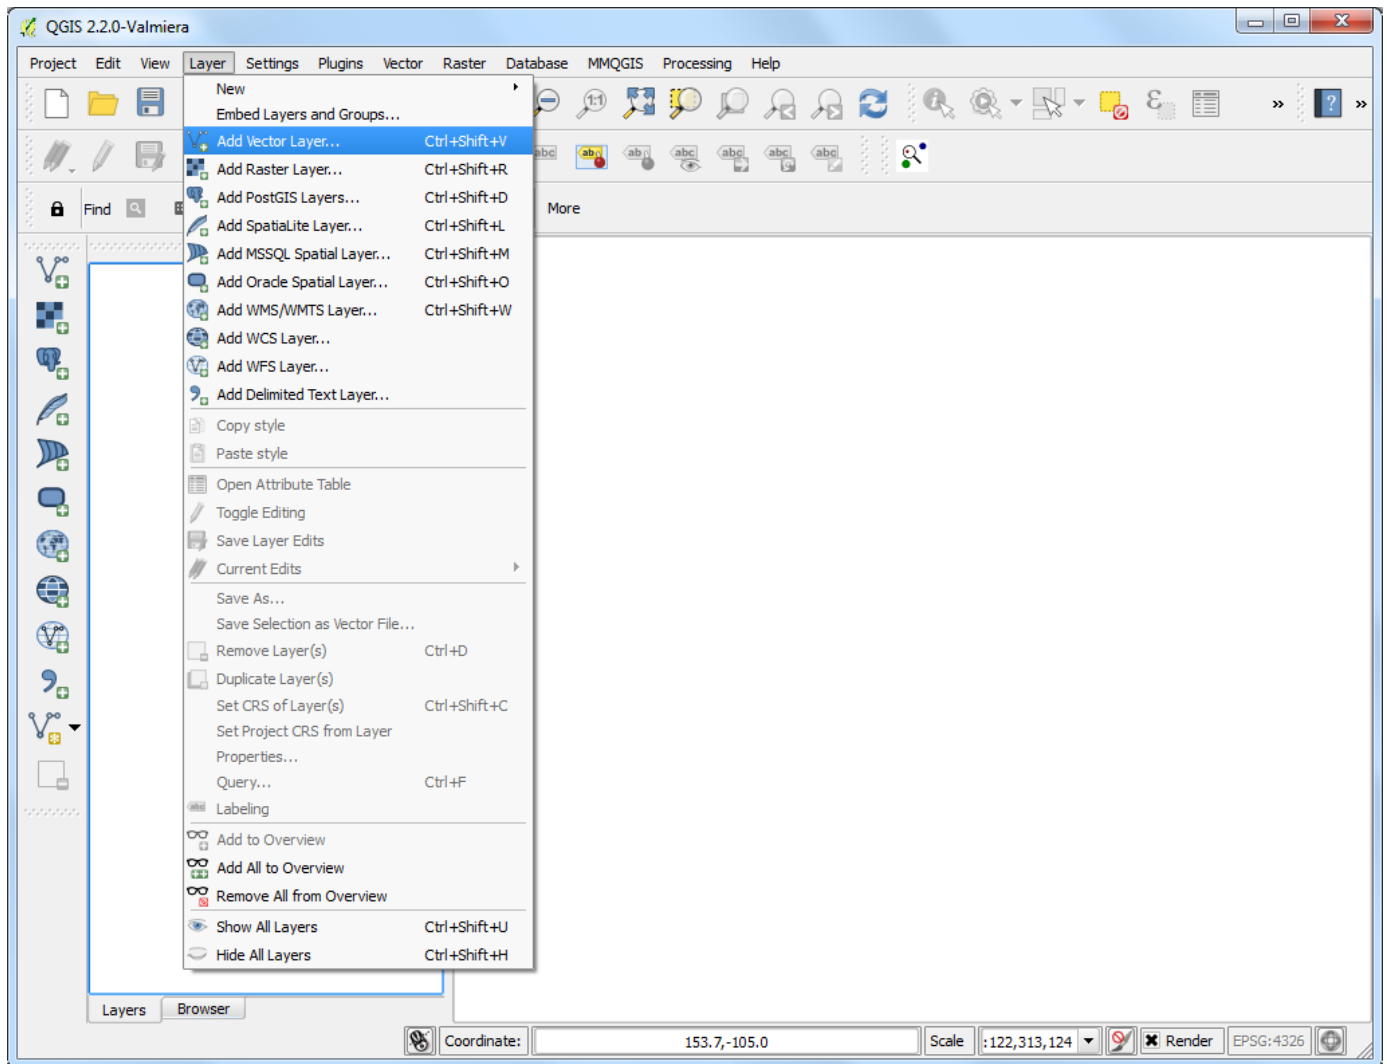 QGIS 2.2.0-Valmiera
Project Edit View Layer Settings Plugins Vector Raster Database MMQGIS Processing Help
New
Embed Layers and Groups...
Add Vector Layer... Ctrl+Shift+V
Add Raster Layer... Ctrl+Shift+R
Add PostGIS Layers... Ctrl+Shift+D
Add SpatiaLite Layer... Ctrl+Shift+L
Add MSSQL Spatial Layer... Ctrl+Shift+M
Add Oracle Spatial Layer... Ctrl+Shift+O
Add WMS/WMTS Layer... Ctrl+Shift+W
Add WCS Layer...
Add WFS Layer...
Add Delimited Text Layer...
Copy style
Paste style
Open Attribute Table
Toggle Editing
Save Layer Edits
Current Edits
Save As...
Save Selection as Vector File...
Remove Layer(s) Ctrl+D
Duplicate Layer(s)
Set CRS of Layer(s) Ctrl+Shift+C
Set Project CRS from Layer
Properties...
Query... Ctrl+F
Labeling
Add to Overview
Add All to Overview
Remove All from Overview
Show All Layers Ctrl+Shift+U
Hide All Layers Ctrl+Shift+H
1:1
abc abc abc abc abc
Find More
Layers Browser
Coordinate: 153.7,-105.0 Scale :122,313,124 Render EPSG:4326